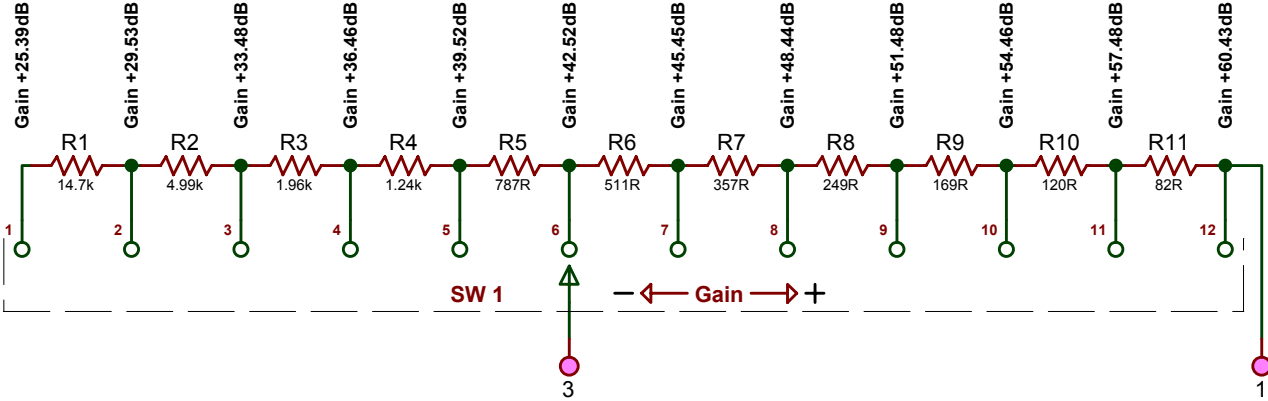 Gain +25.39dB
Gain +29.53dB
Gain +33.48dB
Gain +36.46dB
Gain +39.52dB
Gain +42.52dB
Gain +45.45dB
Gain +48.44dB
Gain +51.48dB
Gain +54.46dB
Gain +57.48dB
Gain +60.43dB
R1 R2 R3 R4 R5 R6 R7 R8 R9 R10 R11
14.7k 4.99k 1.96k 1.24k 787R 511R 357R 249R 169R 120R 82R
1 2 3 4 5 6 7 8 9 10 11 12
SW 1 − Gain +
3 1